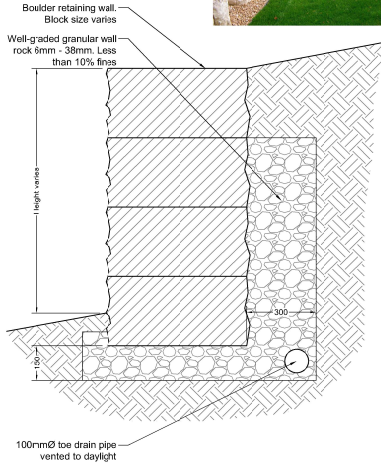 Boulder retaining wall.
Block size varies
Well-graded granular wall
rock 6mm - 38mm. Less
than 10% fines
Height varies
300
150
100mmØ toe drain pipe
vented to daylight